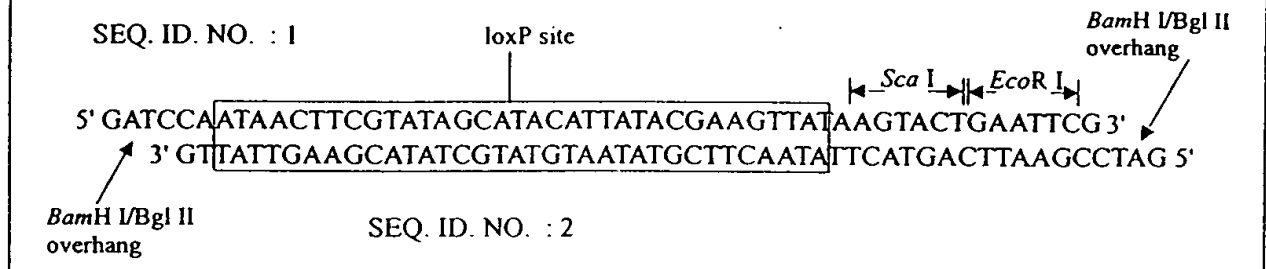 SEQ. ID. NO. : 1
loxP site
BamH I/Bgl II
overhang
Sca I
EcoR I
5' GATCCAATAACTTCGTATAGCATACATTATACGAAGTTATAAGTACTGAATTCG 3'
3' GTTATTGAAGCATATCGTATGTAATATGCTTCAATATTCATGACTTAAGCCTAG 5'
BamH I/Bgl II
overhang
SEQ. ID. NO. : 2